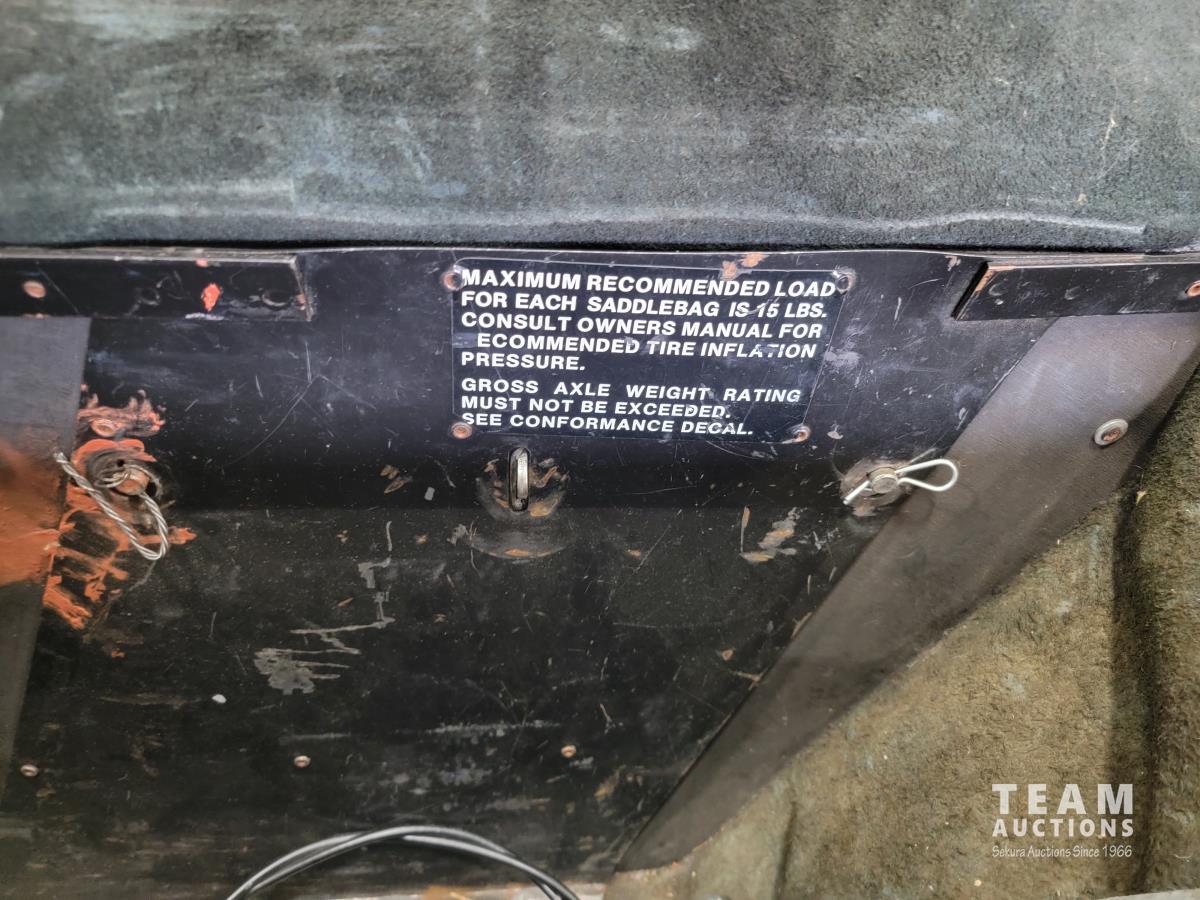 MAXIMUM RECOMMENDED LOAD
FOR EACH SADDLEBAG IS 15 LBS.
CONSULT OWNERS MANUAL FOR
ECOMMENDED TIRE INFLATION
PRESSURE.
GROSS AXLE WEIGHT RATING
MUST NOT BE EXCEEDED.
SEE CONFORMANCE DECAL.
TEAM
AUCTIONS
Sekura Auctions Since 1966